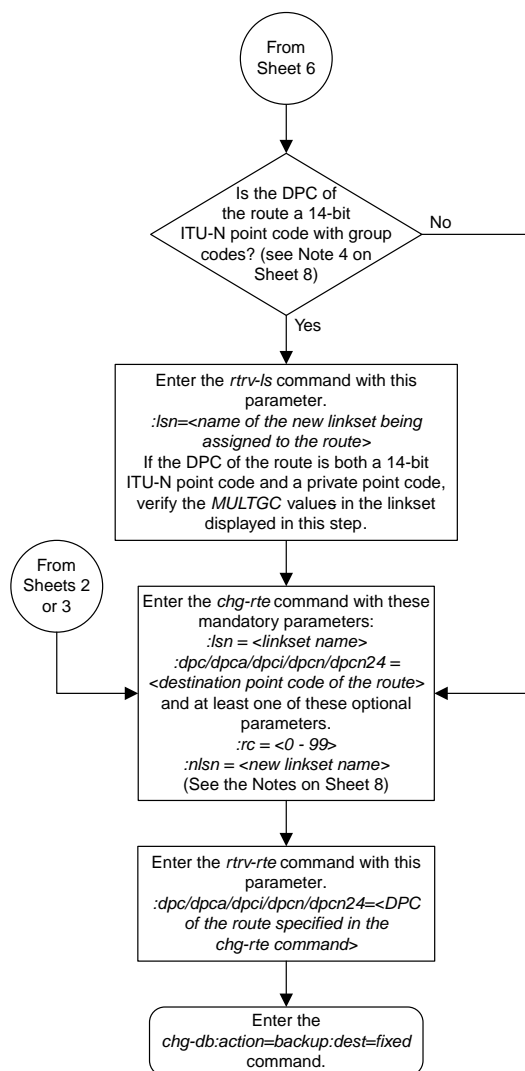 From
Sheet 6
Is the DPC of
the route a 14-bit
ITU-N point code with group
codes? (see Note 4 on
Sheet 8)
No
Yes
Enter the rtrv-ls command with this
parameter.
:lsn=<name of the new linkset being
assigned to the route>
If the DPC of the route is both a 14-bit
ITU-N point code and a private point code,
verify the MULTGC values in the linkset
displayed in this step.
From
Sheets 2
or 3
Enter the chg-rte command with these
mandatory parameters:
:lsn = <linkset name>
:dpc/dpca/dpci/dpcn/dpcn24 =
<destination point code of the route>
and at least one of these optional
parameters.
:rc = <0 - 99>
:nlsn = <new linkset name>
(See the Notes on Sheet 8)
Enter the rtrv-rte command with this
parameter.
:dpc/dpca/dpci/dpcn/dpcn24=<DPC
of the route specified in the
chg-rte command>
Enter the
chg-db:action=backup:dest=fixed
command.